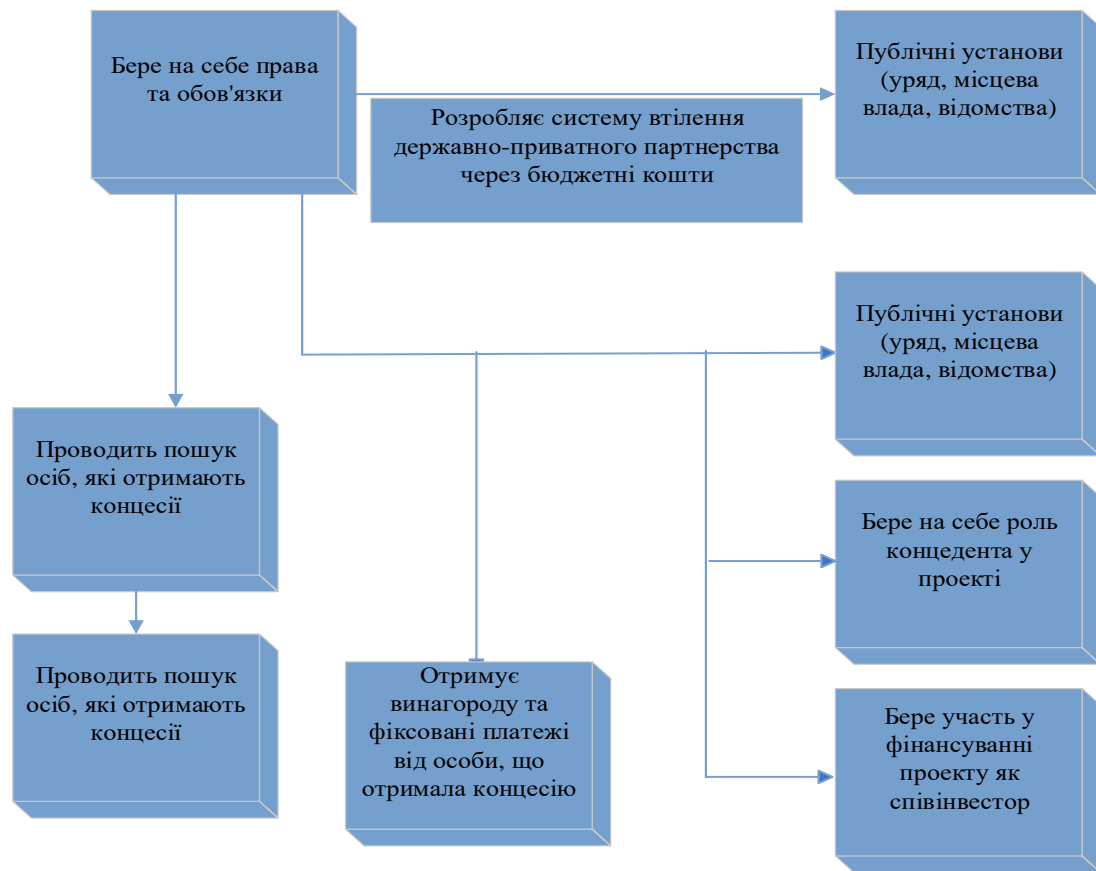 Бере на себе права
та обов'язки
Розробляє систему втілення
державно-приватного партнерства
через бюджетні кошти
Публічні установи
(уряд, місцева
влада, відомства)
Публічні установи
(уряд, місцева
влада, відомства)
Проводить пошук
осіб, які отримають
концесії
Бере на себе роль
концедента у
проекті
Проводить пошук
осіб, які отримають
концесії
Отримує
винагороду та
фіксовані платежі
від особи, що
отримала концесію
Бере участь у
фінансуванні
проекту як
співінвестор